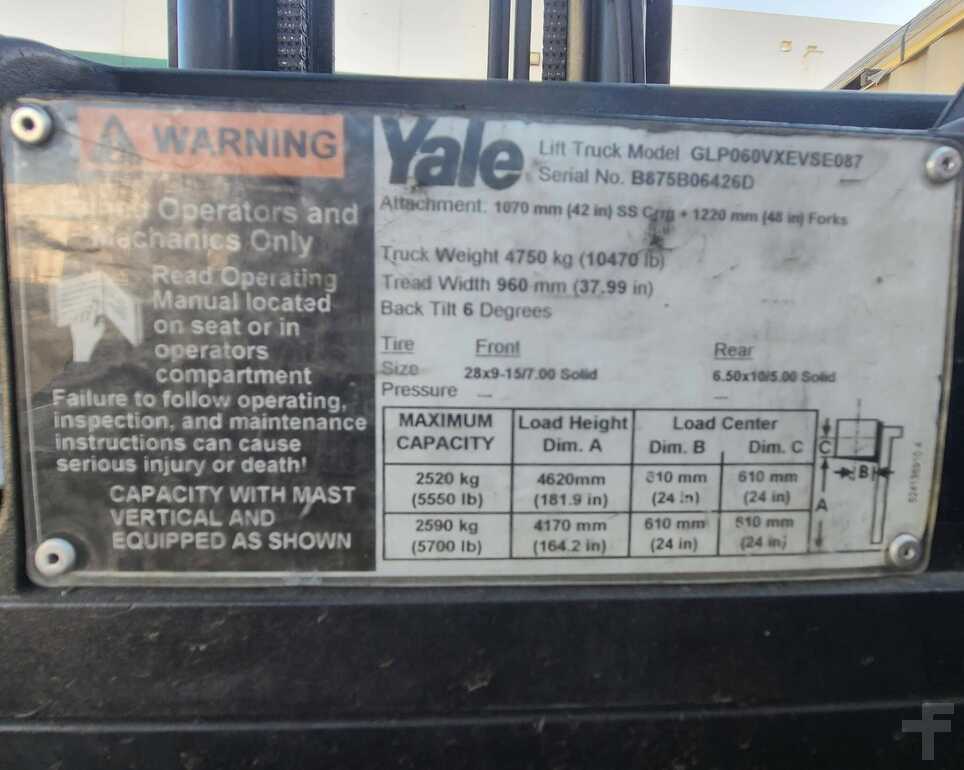 WARNING
Operators and
Mechanics Only
Read Operating
Manual located
on seat or in
operators
compartment
Failure to follow operating,
inspection, and maintenance
instructions can cause
serious injury or death!
CAPACITY WITH MAST
VERTICAL AND
EQUIPPED AS SHOWN
Yale
Lift Truck Model GLP060VXEVSE087
Serial No. B875B06426D
Attachment: 1070 mm (42 in) SS Crrg + 1220 mm (48 in) Forks
Truck Weight 4750 kg (10470 lb)
Tread Width 960 mm (37.99 in)
Back Tilt 6 Degrees
Tire Front Rear
Size 28x9-15/7.00 Solid 6.50x10/5.00 Solid
Pressure — —
MAXIMUM CAPACITY Load Height Dim. A Load Center Dim. B Dim. C
2520 kg 4620mm 610 mm 610 mm
(5550 lb) (181.9 in) (24 in) (24 in)
2590 kg 4170 mm 610 mm 610 mm
(5700 lb) (164.2 in) (24 in) (24 in)
C B
A